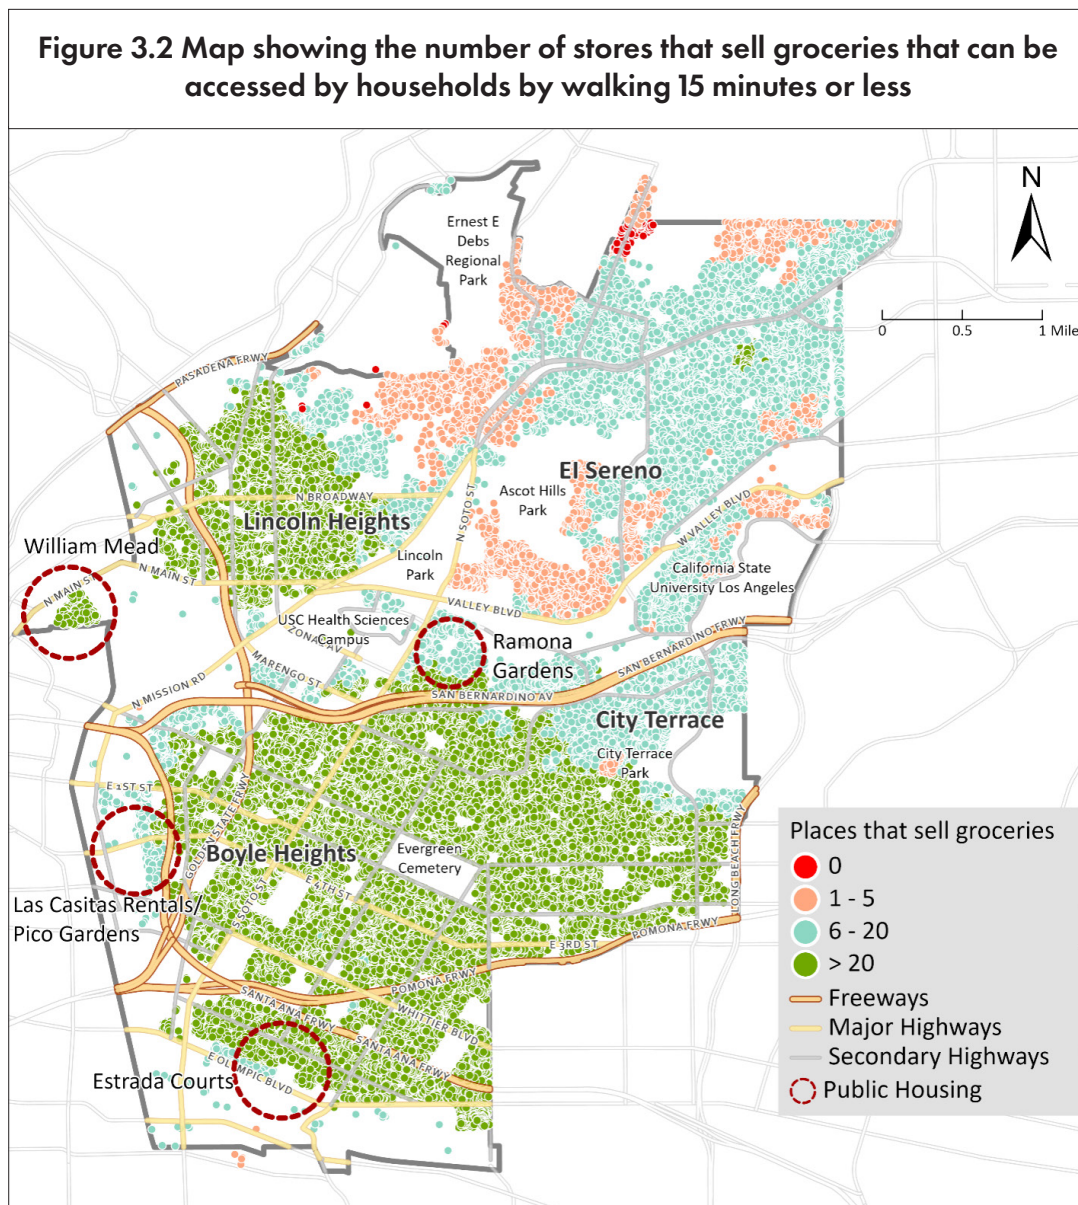 Figure 3.2 Map showing the number of stores that sell groceries that can be
accessed by households by walking 15 minutes or less
N
Ernest E
Debs
Regional
Park
0 0.5 1 Mile
PASADENA FRWY
El Sereno
Ascot Hills
Park
N BROADWAY
Lincoln Heights
N SOTO ST
W VALLEY BLVD
William Mead
N MAIN ST
N MAIN ST
Lincoln
Park
California State
University Los Angeles
VALLEY BLVD
USC Health Sciences
Campus
ZONAL AV
Ramona
Gardens
MARENGO ST
SAN BERNARDINO FRWY
N MISSION RD
SAN BERNARDINO AV
City Terrace
City Terrace
Park
E 1ST ST
GOLDEN STATE FRWY
LONG BEACH FRWY
Boyle Heights
Evergreen
Cemetery
E 4TH ST
S SOTO ST
Las Casitas Rentals/
Pico Gardens
E 3RD ST
POMONA FRWY
POMONA FRWY
SANTA ANA FRWY
WHITTIER BLVD
SANTA ANA FRWY
E OLYMPIC BLVD
Estrada Courts
Places that sell groceries
0
1 - 5
6 - 20
> 20
Freeways
Major Highways
Secondary Highways
Public Housing